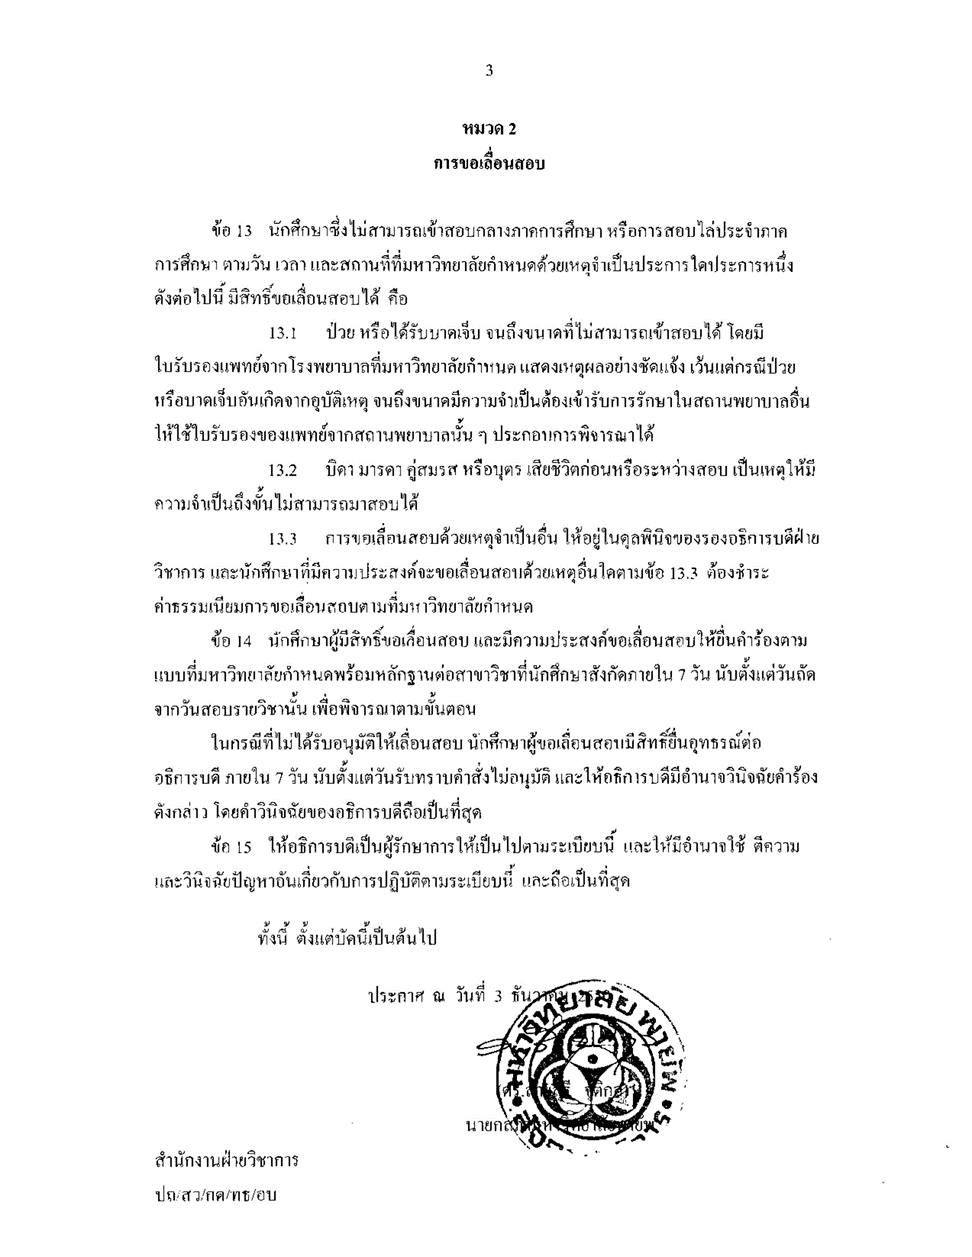 3
หมวด 2
การขอเลื่อนสอบ
ข้อ 13 นักศึกษาซึ่งไม่สามารถเข้าสอบกลางภาคการศึกษา หรือการสอบไล่ประจำภาค
การศึกษา ตามวัน เวลา และสถานที่ที่มหาวิทยาลัยกำหนดด้วยเหตุจำเป็นประการใดประการหนึ่ง
ดังต่อไปนี้ มีสิทธิ์ขอเลื่อนสอบได้ คือ
13.1 ป่วย หรือได้รับบาดเจ็บ จนถึงขนาดที่ไม่สามารถเข้าสอบได้ โดยมี
ใบรับรองแพทย์จากโรงพยาบาลที่มหาวิทยาลัยกำหนด แสดงเหตุผลอย่างชัดแจ้ง เว้นแต่กรณีป่วย
หรือบาดเจ็บอันเกิดจากอุบัติเหตุ จนถึงขนาดมีความจำเป็นต้องเข้ารับการรักษาในสถานพยาบาลอื่น
ให้ใช้ใบรับรองของแพทย์จากสถานพยาบาลนั้น ๆ ประกอบการพิจารณาได้
13.2 บิดา มารดา คู่สมรส หรือบุตร เสียชีวิตก่อนหรือระหว่างสอบ เป็นเหตุให้มี
ความจำเป็นถึงขั้นไม่สามารถมาสอบได้
13.3 การขอเลื่อนสอบด้วยเหตุจำเป็นอื่น ให้อยู่ในดุลพินิจของรองอธิการบดีฝ่าย
วิชาการ และนักศึกษาที่มีความประสงค์จะขอเลื่อนสอบด้วยเหตุอื่นใดตามข้อ 13.3 ต้องชำระ
ค่าธรรมเนียมการขอเลื่อนสอบตามที่มหาวิทยาลัยกำหนด
ข้อ 14 นักศึกษาผู้มีสิทธิ์ขอเลื่อนสอบ และมีความประสงค์ขอเลื่อนสอบให้ยื่นคำร้องตาม
แบบที่มหาวิทยาลัยกำหนดพร้อมหลักฐานต่อสาขาวิชาที่นักศึกษาสังกัดภายใน 7 วัน นับตั้งแต่วันถัด
จากวันสอบรายวิชานั้น เพื่อพิจารณาตามขั้นตอน
ในกรณีที่ไม่ได้รับอนุมัติให้เลื่อนสอบ นักศึกษาผู้ขอเลื่อนสอบมีสิทธิ์ยื่นอุทธรณ์ต่อ
อธิการบดี ภายใน 7 วัน นับตั้งแต่วันรับทราบคำสั่งไม่อนุมัติ และให้อธิการบดีมีอำนาจวินิจฉัยคำร้อง
ดังกล่าว โดยคำวินิจฉัยของอธิการบดีถือเป็นที่สุด
ข้อ 15 ให้อธิการบดีเป็นผู้รักษาการให้เป็นไปตามระเบียบนี้ และให้มีอำนาจใช้ ตีความ
และวินิจฉัยปัญหาอันเกี่ยวกับการปฏิบัติตามระเบียบนี้ และถือเป็นที่สุด
ทั้งนี้ ตั้งแต่บัดนี้เป็นต้นไป
ประกาศ ณ วันที่ 3 ธันวาคม
มหาวิทยาลัย พายัพ
สำนักงานฝ่ายวิชาการ
ปถ/สว/กด/ทธ/อบ